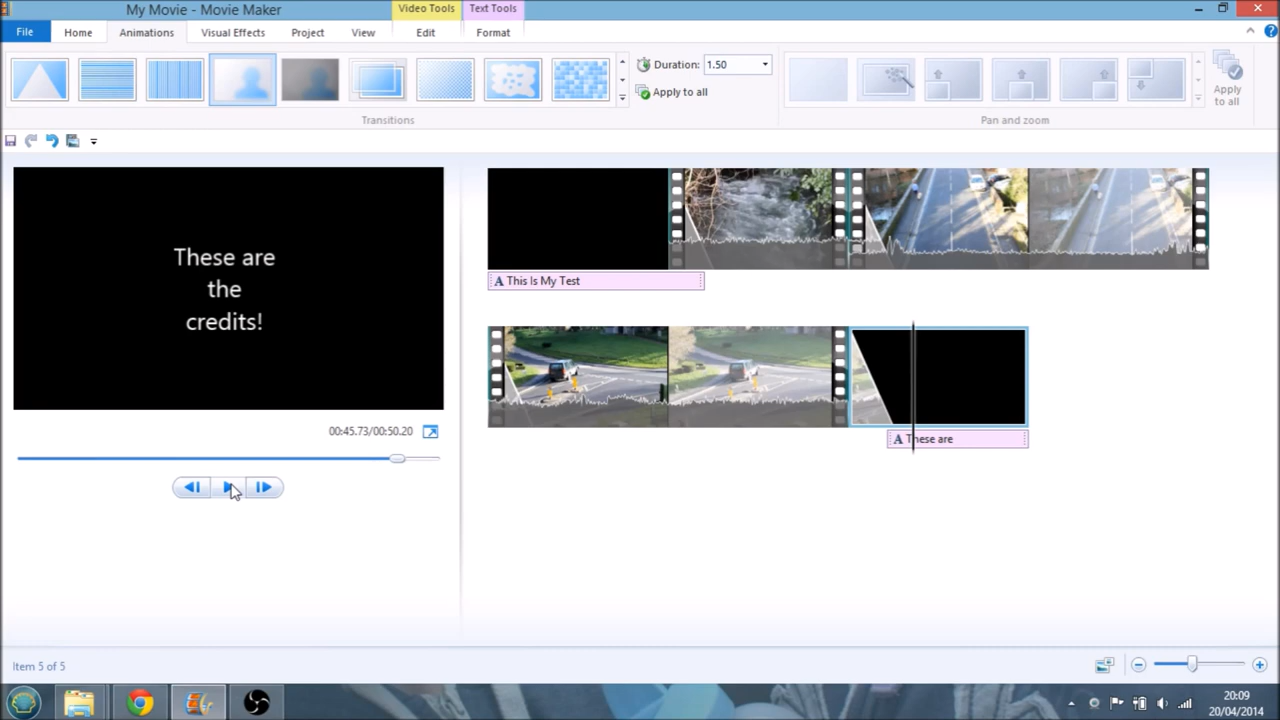 My Movie - Movie Maker
Video Tools
Text Tools
File
Home
Animations
Visual Effects
Project
View
Edit
Format
Duration:
1.50
Apply to all
Apply
to all
Transitions
Pan and zoom
These are
the
credits!
A This Is My Test
A These are
00:45.73/00:50.20
Item 5 of 5
20:09
20/04/2014